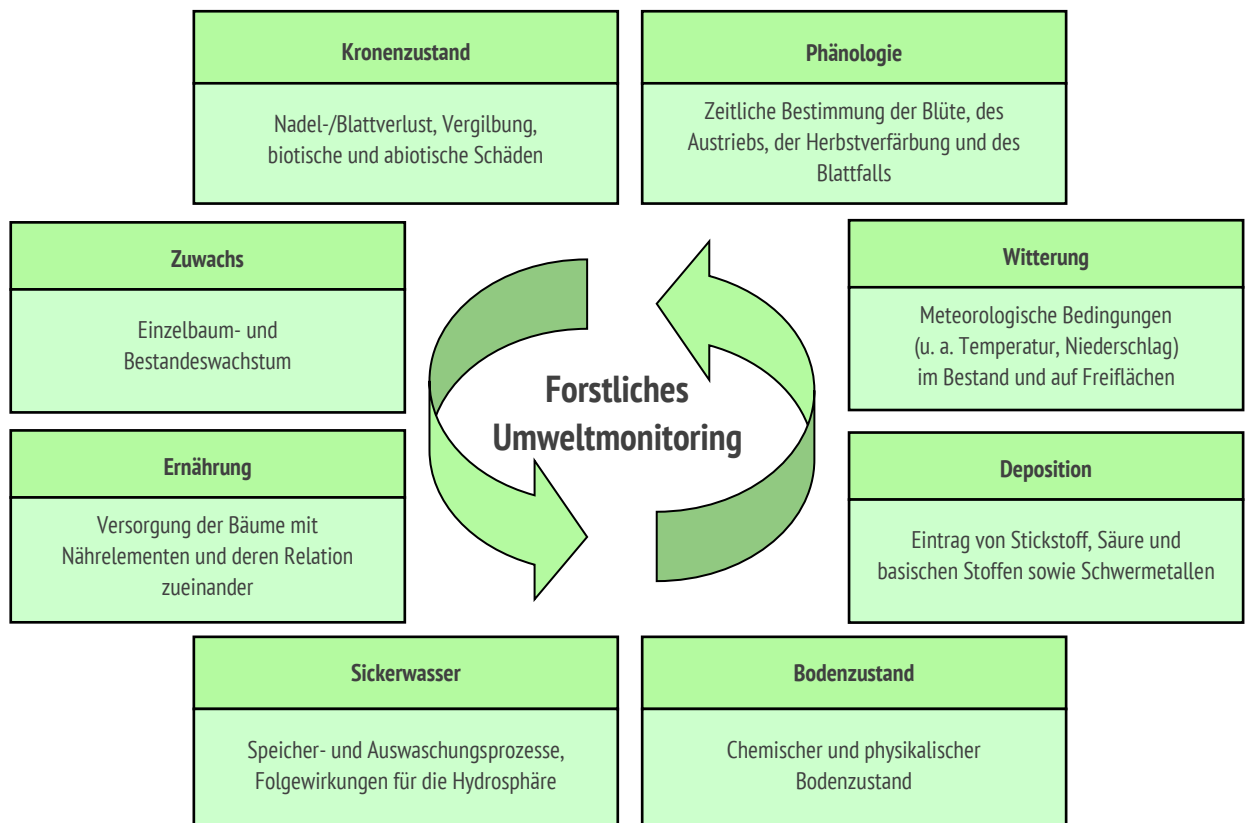 Kronenzustand
Nadel-/Blattverlust, Vergilbung,
biotische und abiotische Schäden
Phänologie
Zeitliche Bestimmung der Blüte, des
Austriebs, der Herbstverfärbung und des
Blattfalls
Zuwachs
Einzelbaum- und
Bestandeswachstum
Witterung
Meteorologische Bedingungen
(u. a. Temperatur, Niederschlag)
im Bestand und auf Freiflächen
Forstliches
Umweltmonitoring
Ernährung
Versorgung der Bäume mit
Nährelementen und deren Relation
zueinander
Deposition
Eintrag von Stickstoff, Säure und
basischen Stoffen sowie Schwermetallen
Sickerwasser
Speicher- und Auswaschungsprozesse,
Folgewirkungen für die Hydrosphäre
Bodenzustand
Chemischer und physikalischer
Bodenzustand